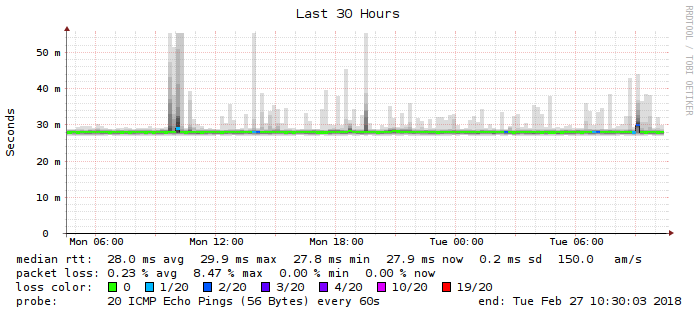 Last 30 Hours
RRDTOOL / TOBI OETIKER
Seconds
50 m
40 m
30 m
20 m
10 m
0
Mon 06:00 Mon 12:00 Mon 18:00 Tue 00:00 Tue 06:00
median rtt: 28.0 ms avg 29.9 ms max 27.8 ms min 27.9 ms now 0.2 ms sd 150.0 am/s
packet loss: 0.23 % avg 8.47 % max 0.00 % min 0.00 % now
loss color: 0 1/20 2/20 3/20 4/20 10/20 19/20
probe: 20 ICMP Echo Pings (56 Bytes) every 60s end: Tue Feb 27 10:30:03 2018